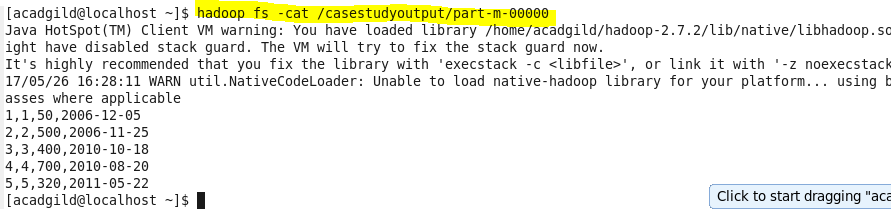 [acadgild@localhost ~]$ hadoop fs -cat /casestudyoutput/part-m-00000
Java HotSpot(TM) Client VM warning: You have loaded library /home/acadgild/hadoop-2.7.2/lib/native/libhadoop.so
ight have disabled stack guard. The VM will try to fix the stack guard now.
It's highly recommended that you fix the library with 'execstack -c <libfile>', or link it with '-z noexecstack
17/05/26 16:28:11 WARN util.NativeCodeLoader: Unable to load native-hadoop library for your platform... using b
asses where applicable
1,1,50,2006-12-05
2,2,500,2006-11-25
3,3,400,2010-10-18
4,4,700,2010-08-20
5,5,320,2011-05-22
[acadgild@localhost ~]$
Click to start dragging "aca